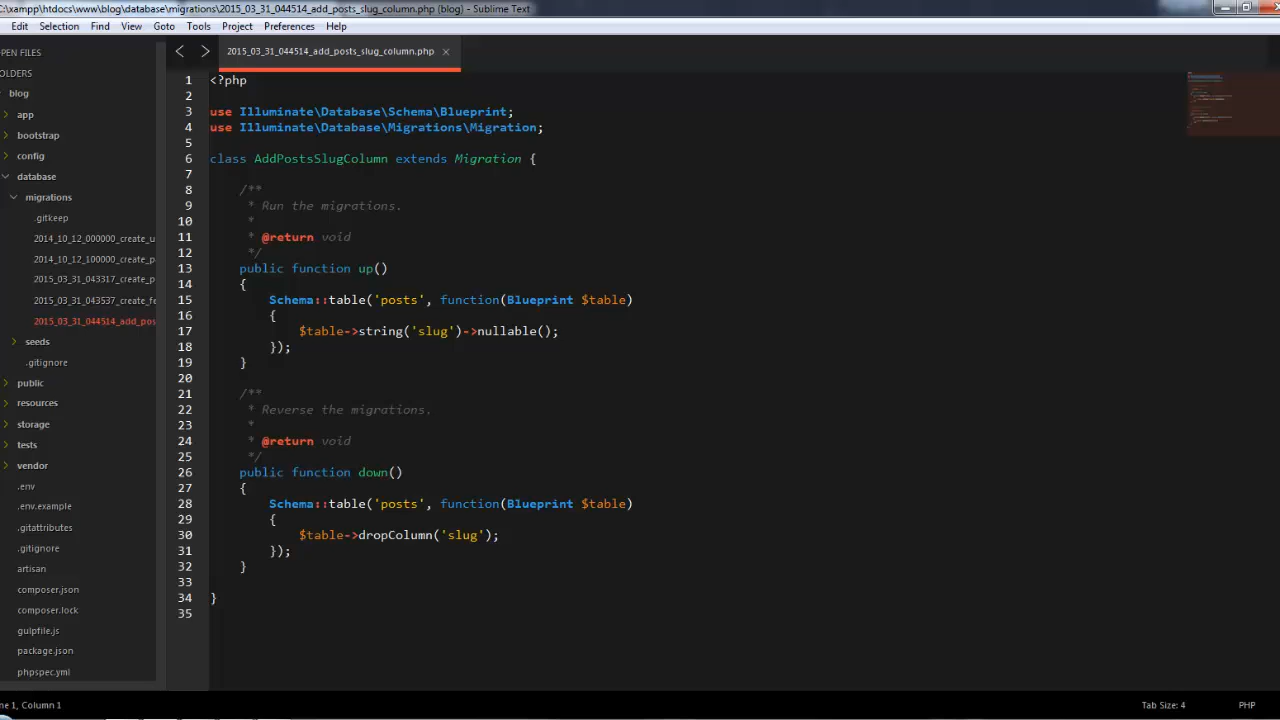 C:\xampp\htdocs\www\blog\database\migrations\2015_03_31_044514_add_posts_slug_column.php (blog) - Sublime Text
Edit Selection Find View Goto Tools Project Preferences Help
PEN FILES
OLDERS
blog
app
bootstrap
config
database
migrations
.gitkeep
2014_10_12_000000_create_u
2014_10_12_100000_create_p
2015_03_31_043317_create_p
2015_03_31_043537_create_fe
2015_03_31_044514_add_pos
seeds
.gitignore
public
resources
storage
tests
vendor
.env
.env.example
.gitattributes
.gitignore
artisan
composer.json
composer.lock
gulpfile.js
package.json
phpspec.yml
2015_03_31_044514_add_posts_slug_column.php ×
1 <?php
2
3 use Illuminate\Database\Schema\Blueprint;
4 use Illuminate\Database\Migrations\Migration;
5
6 class AddPostsSlugColumn extends Migration {
7
8 /**
9 * Run the migrations.
10 *
11 * @return void
12 */
13 public function up()
14 {
15 Schema::table('posts', function(Blueprint $table)
16 {
17 $table->string('slug')->nullable();
18 });
19 }
20
21 /**
22 * Reverse the migrations.
23 *
24 * @return void
25 */
26 public function down()
27 {
28 Schema::table('posts', function(Blueprint $table)
29 {
30 $table->dropColumn('slug');
31 });
32 }
33
34 }
35
ne 1, Column 1
Tab Size: 4
PHP